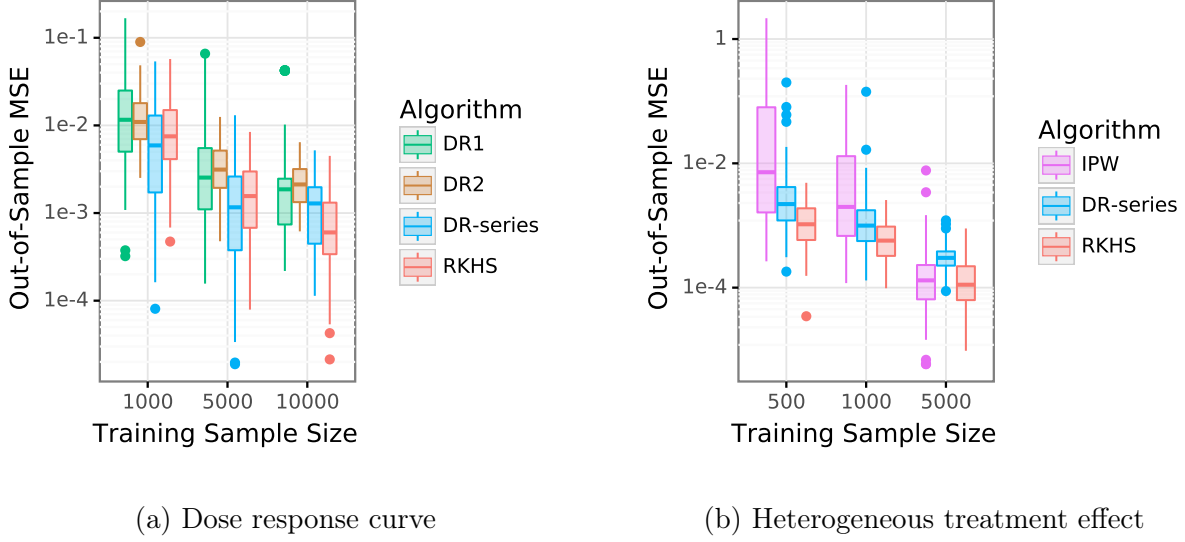 Out-of-Sample MSE
1e-1
1e-2
1e-3
1e-4
1000 5000 10000
Training Sample Size
Algorithm
DR1
DR2
DR-series
RKHS
(a) Dose response curve
Out-of-Sample MSE
1
1e-2
1e-4
500 1000 5000
Training Sample Size
Algorithm
IPW
DR-series
RKHS
(b) Heterogeneous treatment effect